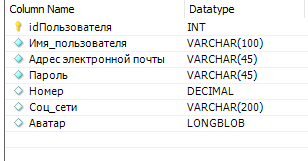 Column Name Datatype
idПользователя INT
Имя_пользователя VARCHAR(100)
Адрес электронной почты VARCHAR(45)
Пароль VARCHAR(45)
Номер DECIMAL
Соц_сети VARCHAR(200)
Аватар LONGBLOB